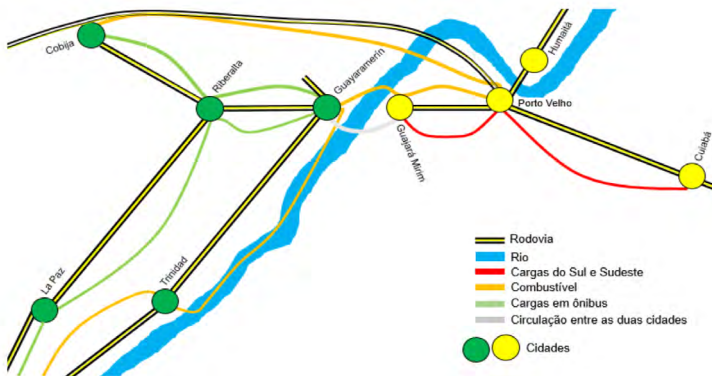 Cobija
Riberalta
Guayaramerín
Humaitá
Porto Velho
Guajará Mirim
Cuiabá
La Paz
Trinidad
Rodovia
Rio
Cargas do Sul e Sudeste
Combustível
Cargas em ônibus
Circulação entre as duas cidades
Cidades